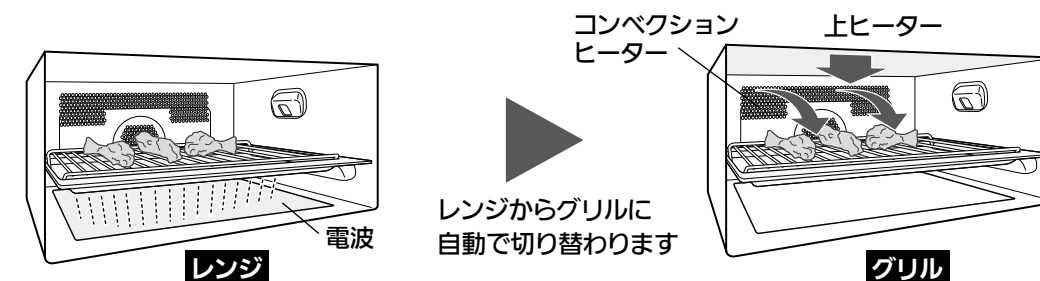 電波
レンジ
レンジからグリルに
自動で切り替わります
コンベクション
ヒーター
上ヒーター
グリル